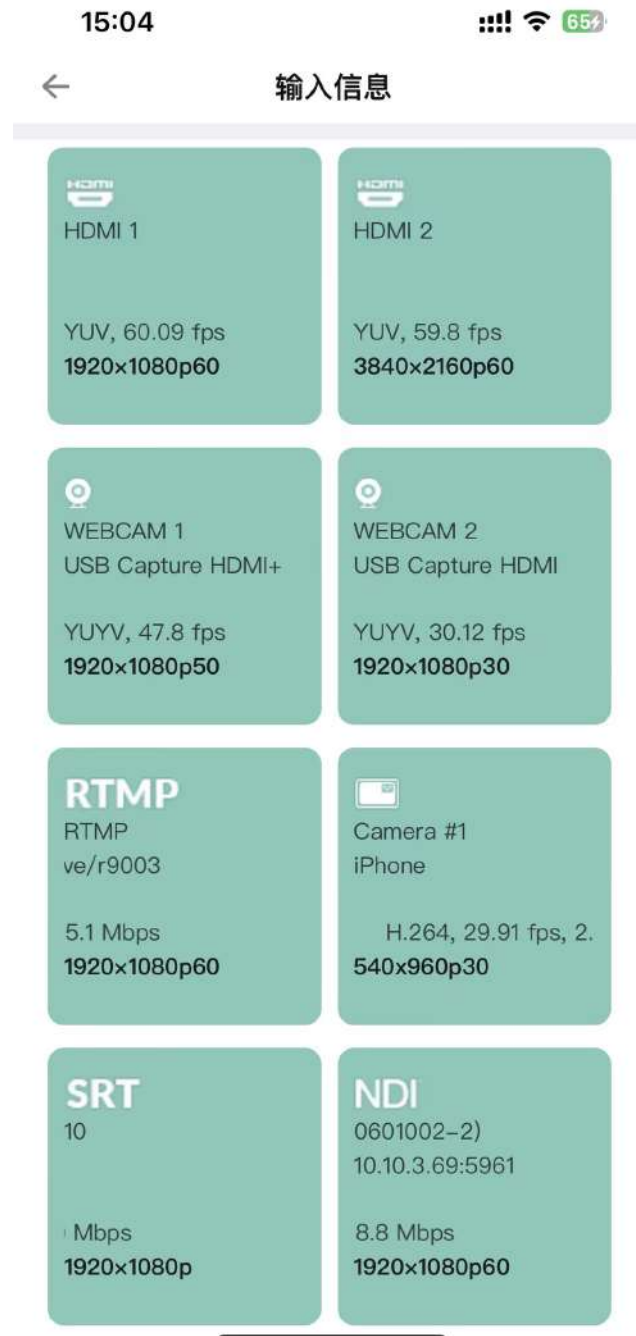 15:04
65
输入信息
HDMI
HDMI 1
YUV, 60.09 fps
1920×1080p60
HDMI
HDMI 2
YUV, 59.8 fps
3840×2160p60
WEBCAM 1
USB Capture HDMI+
YUYV, 47.8 fps
1920×1080p50
WEBCAM 2
USB Capture HDMI
YUYV, 30.12 fps
1920×1080p30
RTMP
RTMP
ve/r9003
5.1 Mbps
1920×1080p60
Camera #1
iPhone
H.264, 29.91 fps, 2.
540x960p30
SRT
10
Mbps
1920×1080p
NDI
0601002-2)
10.10.3.69:5961
8.8 Mbps
1920×1080p60